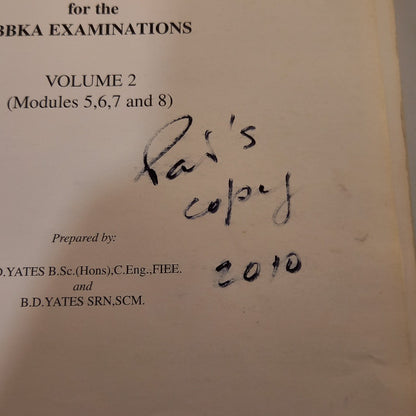 for the
BBKA EXAMINATIONS
VOLUME 2
(Modules 5,6,7 and 8)
Pat's
copy
2010
Prepared by:
D.YATES B.Sc.(Hons),C.Eng.,FIEE.
and
B.D.YATES SRN,SCM.